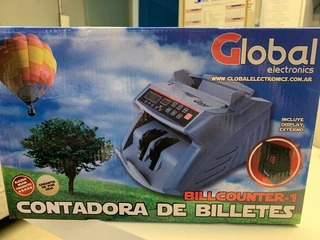 Global
electronics
WWW.GLOBALELECTRONICS.COM.AR
INCLUYE
DISPLAY
EXTERNO
BILLCOUNTER-1
CONTADORA DE BILLETES